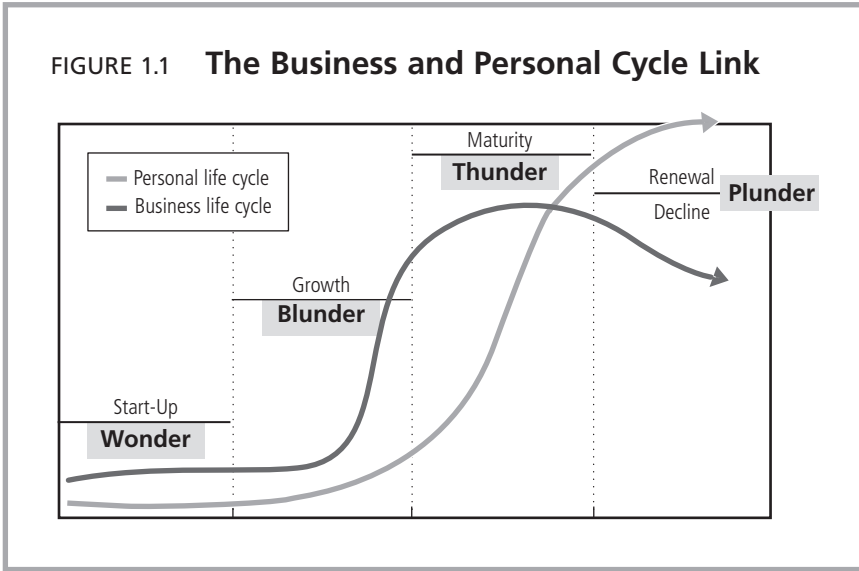 FIGURE 1.1 The Business and Personal Cycle Link
Personal life cycle
Business life cycle
Start-Up
Wonder
Growth
Blunder
Maturity
Thunder
Renewal
Decline
Plunder